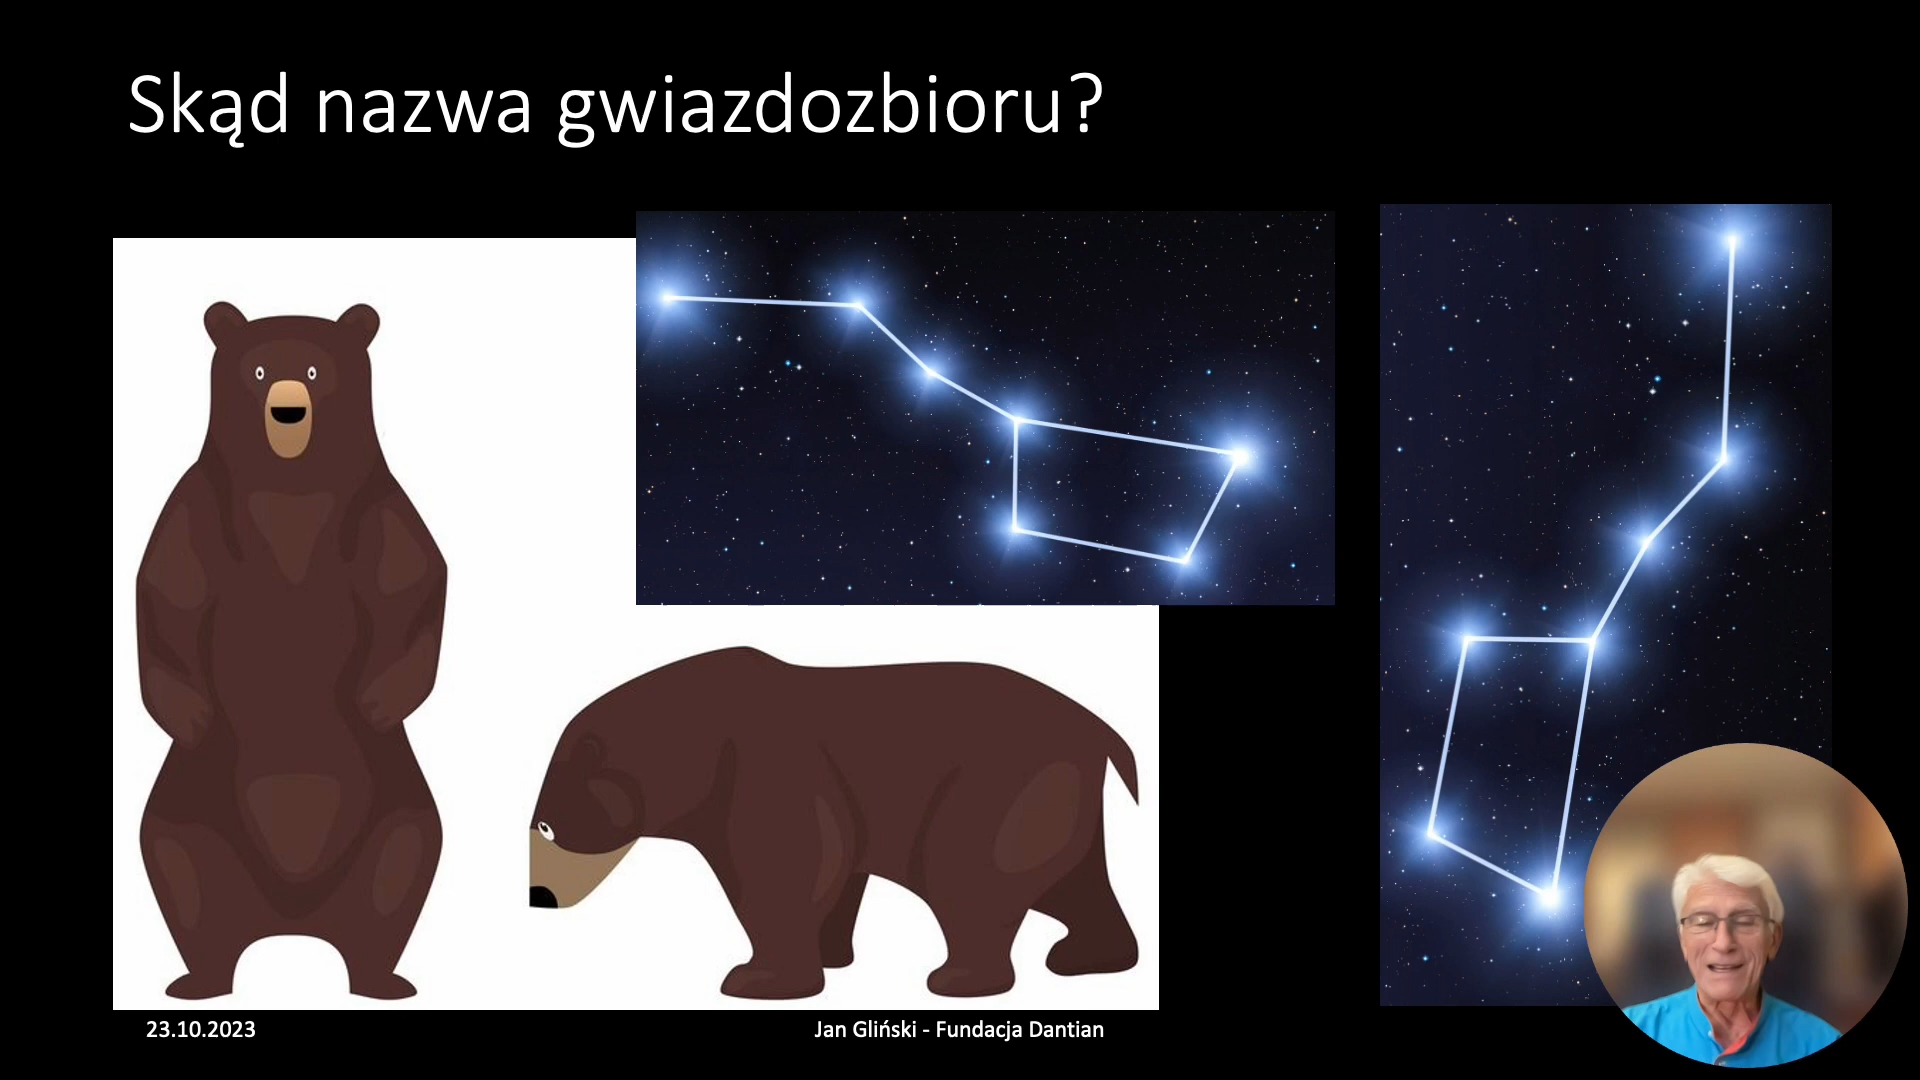 Skąd nazwa gwiazdozbioru?
23.10.2023
Jan Gliński - Fundacja Dantian